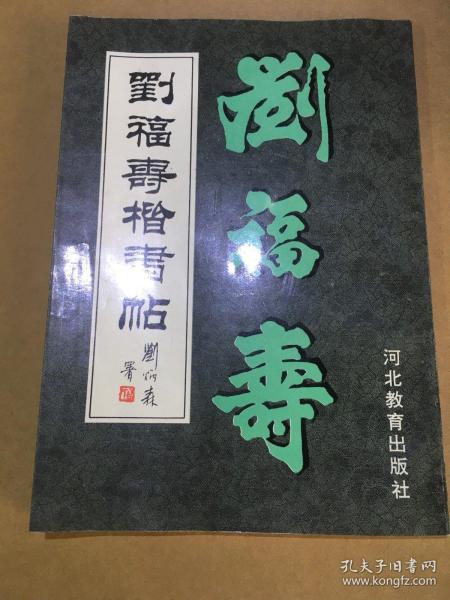 劉福壽
劉福壽楷書帖
劉炳森
署
河北教育出版社
孔夫子旧书网
www.kongfz.com